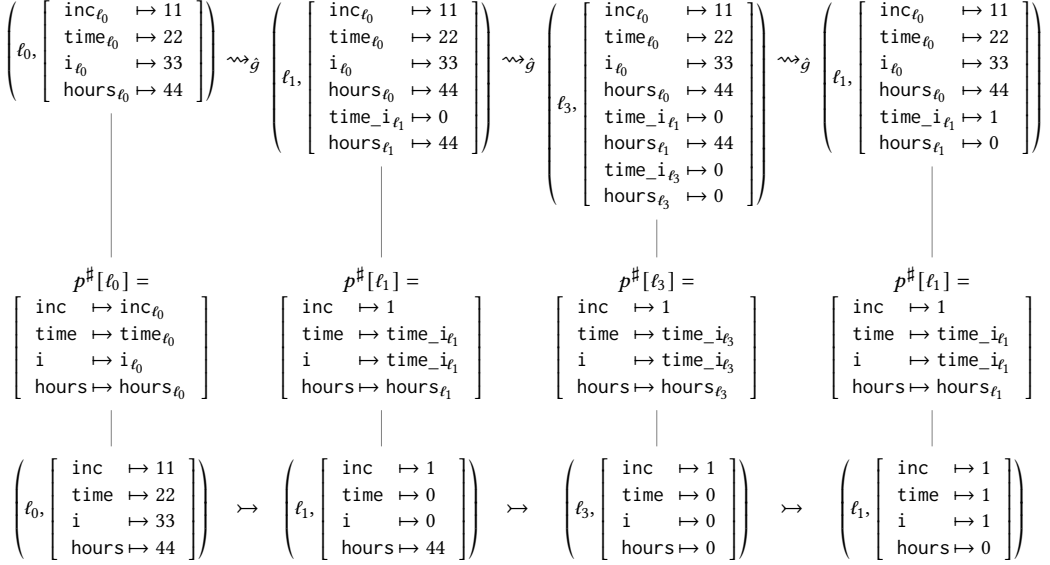 (ℓ₀, [ inc_ℓ₀ ↦ 11
time_ℓ₀ ↦ 22
i_ℓ₀ ↦ 33
hours_ℓ₀ ↦ 44 ]) ⇝_ĝ
(ℓ₁, [ inc_ℓ₀ ↦ 11
time_ℓ₀ ↦ 22
i_ℓ₀ ↦ 33
hours_ℓ₀ ↦ 44
time_i_ℓ₁ ↦ 0
hours_ℓ₁ ↦ 44 ]) ⇝_ĝ
(ℓ₃, [ inc_ℓ₀ ↦ 11
time_ℓ₀ ↦ 22
i_ℓ₀ ↦ 33
hours_ℓ₀ ↦ 44
time_i_ℓ₁ ↦ 0
hours_ℓ₁ ↦ 44
time_i_ℓ₃ ↦ 0
hours_ℓ₃ ↦ 0 ]) ⇝_ĝ
(ℓ₁, [ inc_ℓ₀ ↦ 11
time_ℓ₀ ↦ 22
i_ℓ₀ ↦ 33
hours_ℓ₀ ↦ 44
time_i_ℓ₁ ↦ 1
hours_ℓ₁ ↦ 0 ])
p♯[ℓ₀] =
[ inc ↦ inc_ℓ₀
time ↦ time_ℓ₀
i ↦ i_ℓ₀
hours ↦ hours_ℓ₀ ]
p♯[ℓ₁] =
[ inc ↦ 1
time ↦ time_i_ℓ₁
i ↦ time_i_ℓ₁
hours ↦ hours_ℓ₁ ]
p♯[ℓ₃] =
[ inc ↦ 1
time ↦ time_i_ℓ₃
i ↦ time_i_ℓ₃
hours ↦ hours_ℓ₃ ]
p♯[ℓ₁] =
[ inc ↦ 1
time ↦ time_i_ℓ₁
i ↦ time_i_ℓ₁
hours ↦ hours_ℓ₁ ]
(ℓ₀, [ inc ↦ 11
time ↦ 22
i ↦ 33
hours ↦ 44 ]) ↣
(ℓ₁, [ inc ↦ 1
time ↦ 0
i ↦ 0
hours ↦ 44 ]) ↣
(ℓ₃, [ inc ↦ 1
time ↦ 0
i ↦ 0
hours ↦ 0 ]) ↣
(ℓ₁, [ inc ↦ 1
time ↦ 1
i ↦ 1
hours ↦ 0 ])